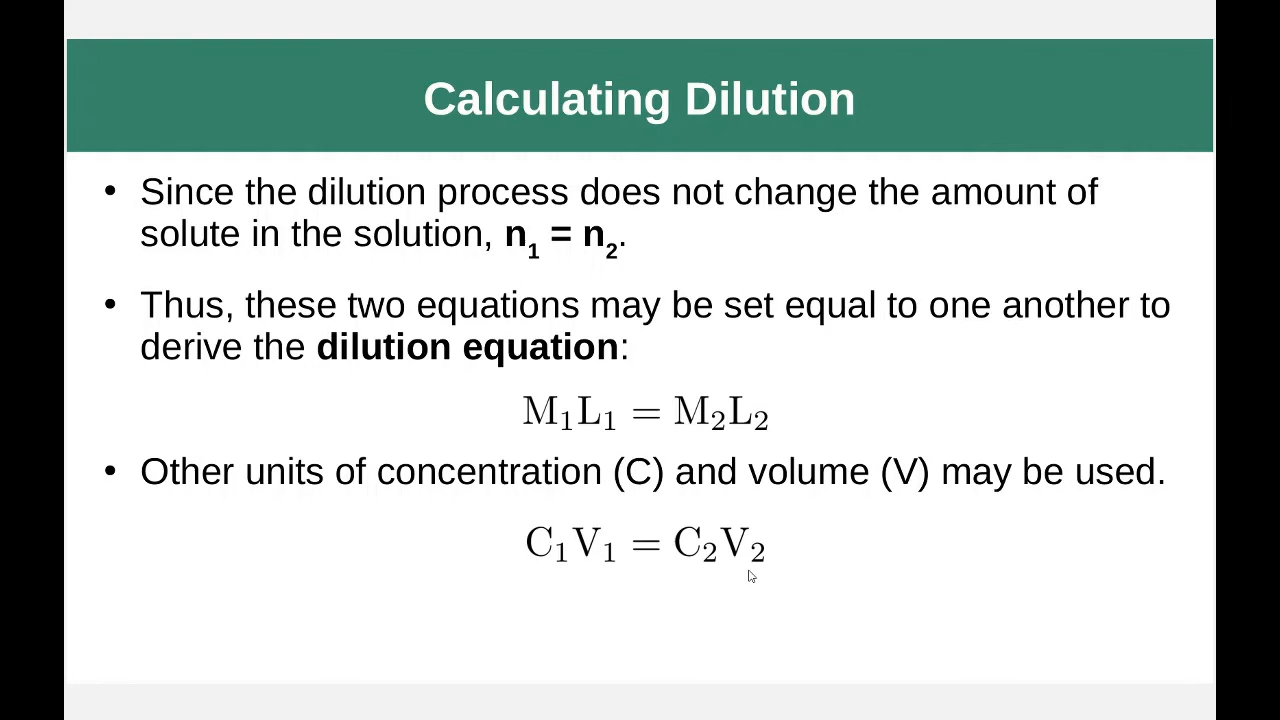 Calculating Dilution
• Since the dilution process does not change the amount of
solute in the solution, n₁ = n₂.
• Thus, these two equations may be set equal to one another to
derive the dilution equation:
M₁L₁ = M₂L₂
• Other units of concentration (C) and volume (V) may be used.
C₁V₁ = C₂V₂